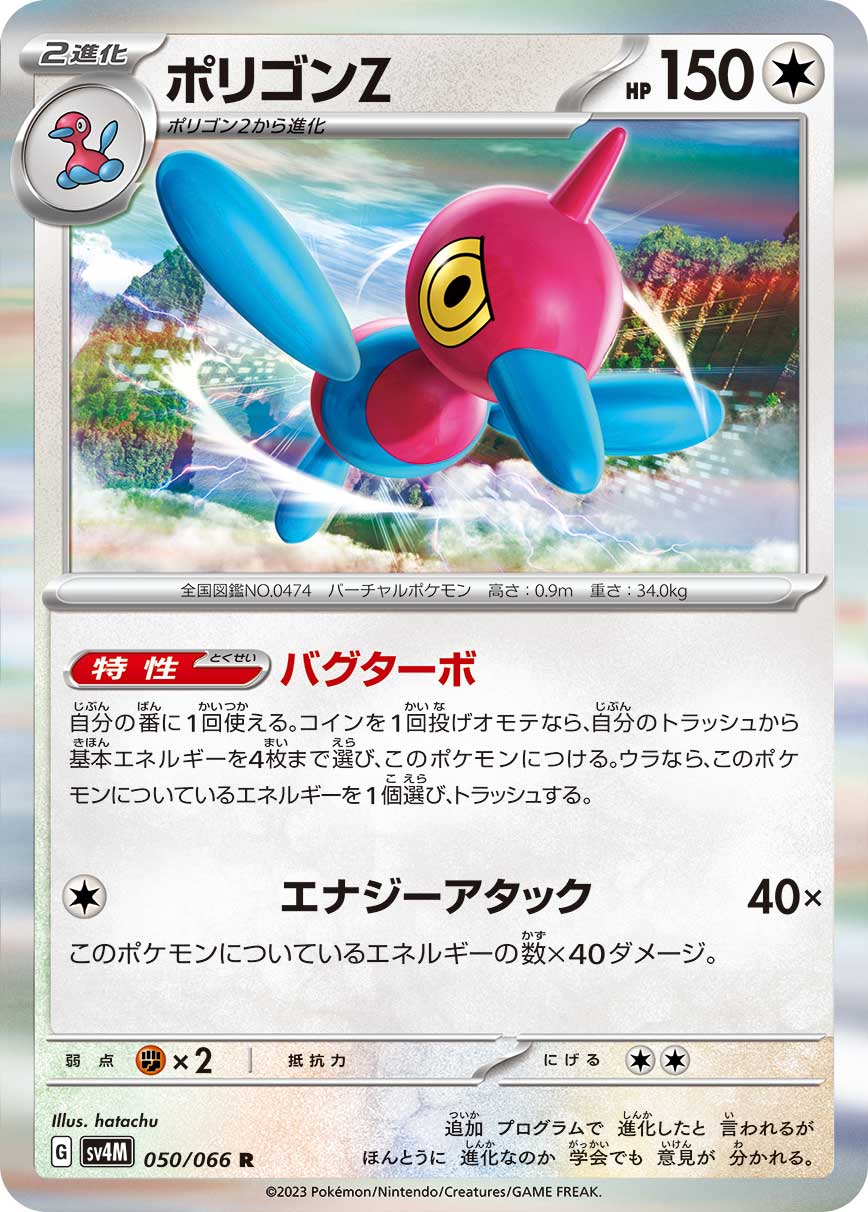 2進化
ポリゴンZ
HP 150
ポリゴン2から進化
全国図鑑NO.0474 バーチャルポケモン 高さ:0.9m 重さ:34.0kg
特性 とくせい バグターボ
自分の番に1回使える。コインを1回投げオモテなら、自分のトラッシュから
基本エネルギーを4枚まで選び、このポケモンにつける。ウラなら、このポケ
モンについているエネルギーを1個選び、トラッシュする。
エナジーアタック 40×
このポケモンについているエネルギーの数×40ダメージ。
弱点 ×2 抵抗力 にげる
Illus. hatachu
追加 プログラムで 進化したと 言われるが
ほんとうに 進化なのか 学会でも 意見が 分かれる。
G sv4M 050/066 R
©2023 Pokémon/Nintendo/Creatures/GAME FREAK.